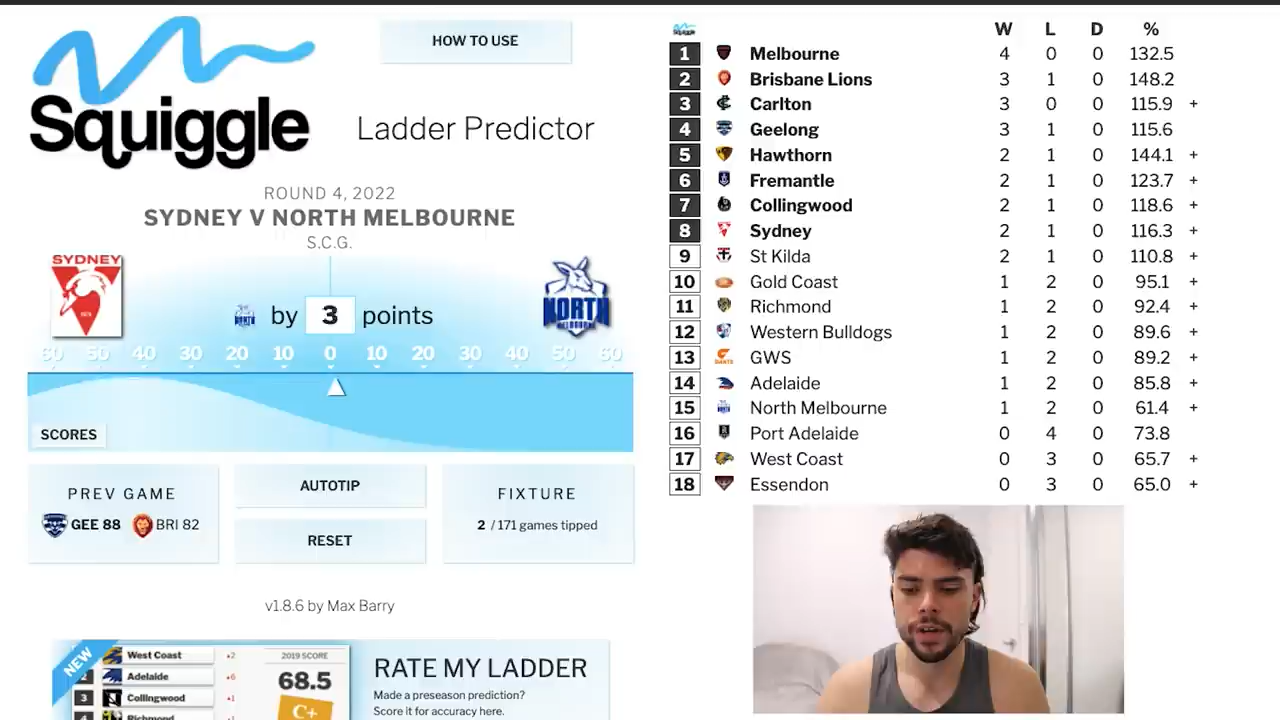 Squiggle
HOW TO USE
Ladder Predictor
ROUND 4, 2022
SYDNEY V NORTH MELBOURNE
S.C.G.
SYDNEY
NORTH
by 3 points
60 50 40 30 20 10 0 10 20 30 40 50 60
SCORES
PREV GAME
GEE 88 BRI 82
AUTOTIP
RESET
FIXTURE
2 / 171 games tipped
v1.8.6 by Max Barry
NEW
West Coast +2
Adelaide +6
3 Collingwood +1
Richmond
2019 SCORE
68.5
C+
RATE MY LADDER
Made a preseason prediction?
Score it for accuracy here.
W L D %
1 Melbourne 4 0 0 132.5
2 Brisbane Lions 3 1 0 148.2
3 Carlton 3 0 0 115.9 +
4 Geelong 3 1 0 115.6
5 Hawthorn 2 1 0 144.1 +
6 Fremantle 2 1 0 123.7 +
7 Collingwood 2 1 0 118.6 +
8 Sydney 2 1 0 116.3 +
9 St Kilda 2 1 0 110.8 +
10 Gold Coast 1 2 0 95.1 +
11 Richmond 1 2 0 92.4 +
12 Western Bulldogs 1 2 0 89.6 +
13 GWS 1 2 0 89.2 +
14 Adelaide 1 2 0 85.8 +
15 North Melbourne 1 2 0 61.4 +
16 Port Adelaide 0 4 0 73.8
17 West Coast 0 3 0 65.7 +
18 Essendon 0 3 0 65.0 +